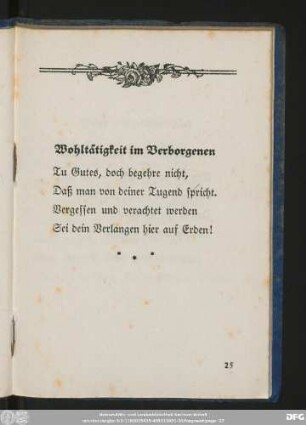 Wohltätigkeit im Verborgenen
Tu Gutes, doch begehre nicht,
Daß man von deiner Tugend spricht.
Vergessen und verachtet werden
Sei dein Verlangen hier auf Erden!
* * *
25
DFG